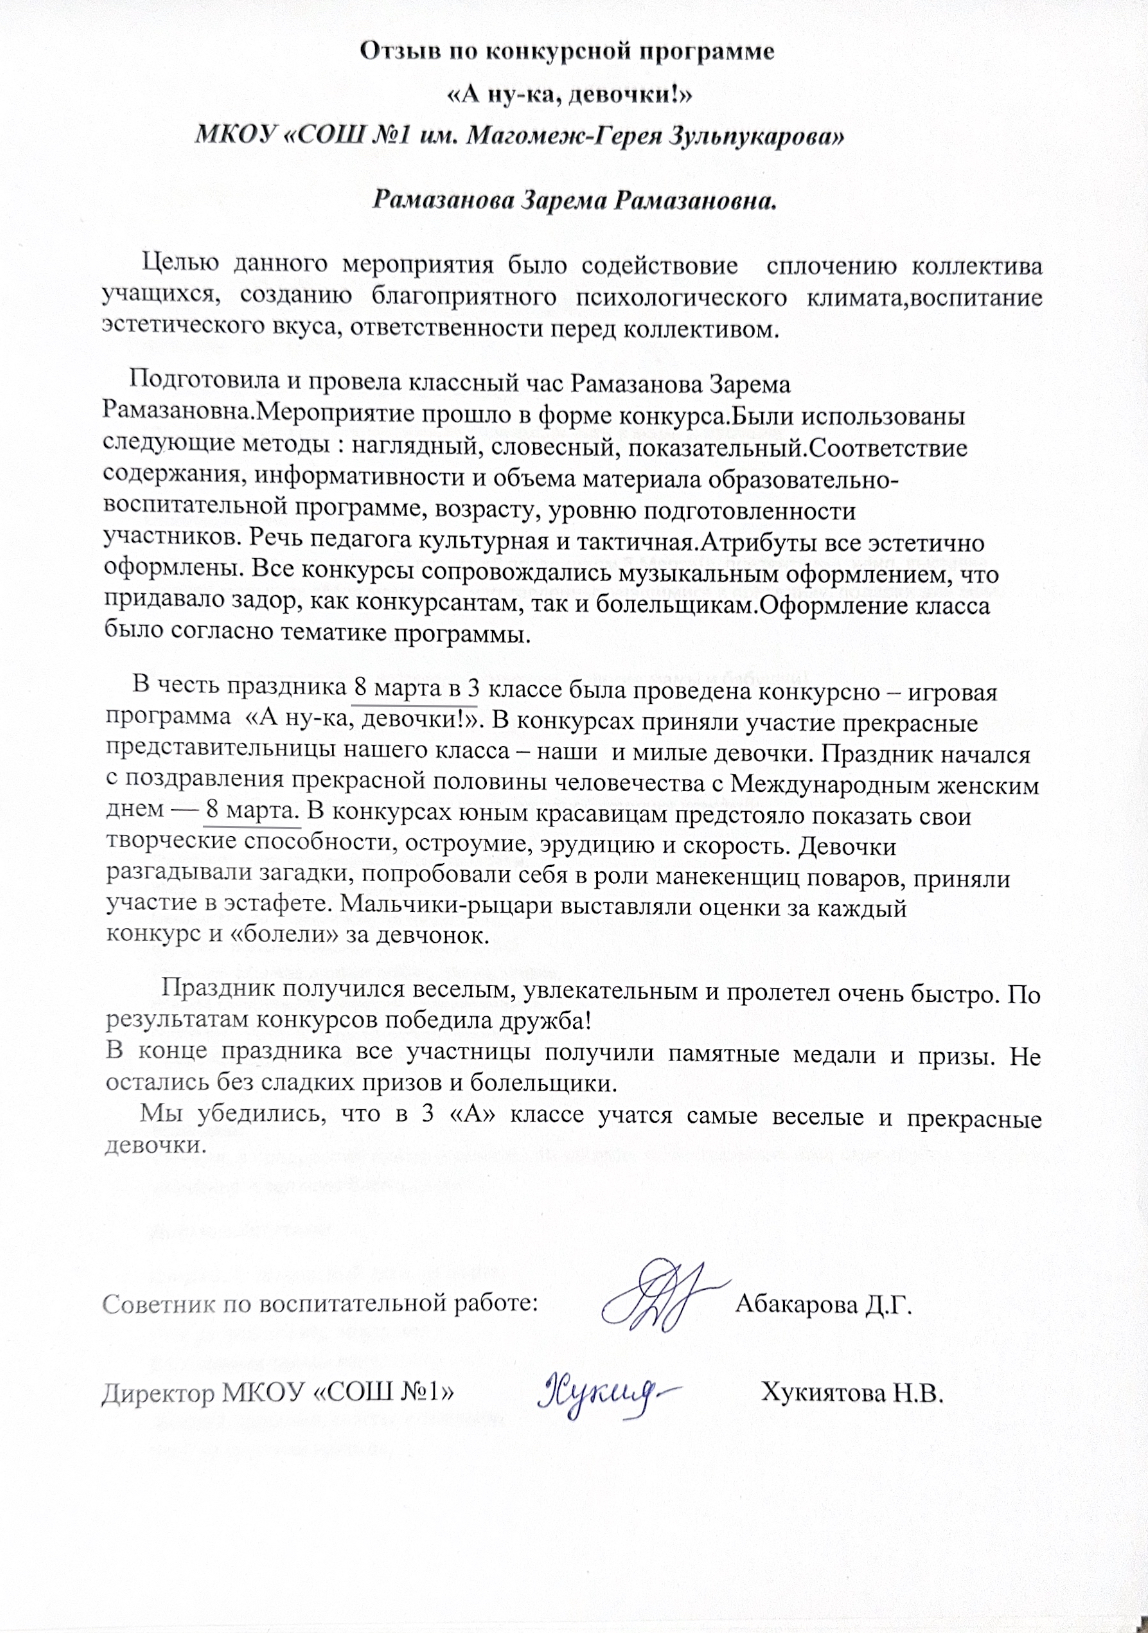 Отзыв по конкурсной программе
«А ну-ка, девочки!»
МКОУ «СОШ №1 им. Магомеж-Герея Зульпукарова»
Рамазанова Зарема Рамазановна.
Целью данного мероприятия было содействовие сплочению коллектива
учащихся, созданию благоприятного психологического климата,воспитание
эстетического вкуса, ответственности перед коллективом.
Подготовила и провела классный час Рамазанова Зарема
Рамазановна.Мероприятие прошло в форме конкурса.Были использованы
следующие методы : наглядный, словесный, показательный.Соответствие
содержания, информативности и объема материала образовательно-
воспитательной программе, возрасту, уровню подготовленности
участников. Речь педагога культурная и тактичная.Атрибуты все эстетично
оформлены. Все конкурсы сопровождались музыкальным оформлением, что
придавало задор, как конкурсантам, так и болельщикам.Оформление класса
было согласно тематике программы.
В честь праздника 8 марта в 3 классе была проведена конкурсно – игровая
программа «А ну-ка, девочки!». В конкурсах приняли участие прекрасные
представительницы нашего класса – наши и милые девочки. Праздник начался
с поздравления прекрасной половины человечества с Международным женским
днем — 8 марта. В конкурсах юным красавицам предстояло показать свои
творческие способности, остроумие, эрудицию и скорость. Девочки
разгадывали загадки, попробовали себя в роли манекенщиц поваров, приняли
участие в эстафете. Мальчики-рыцари выставляли оценки за каждый
конкурс и «болели» за девчонок.
Праздник получился веселым, увлекательным и пролетел очень быстро. По
результатам конкурсов победила дружба!
В конце праздника все участницы получили памятные медали и призы. Не
остались без сладких призов и болельщики.
Мы убедились, что в 3 «А» классе учатся самые веселые и прекрасные
девочки.
Советник по воспитательной работе: Абакарова Д.Г.
Директор МКОУ «СОШ №1» Хукиятова Н.В.